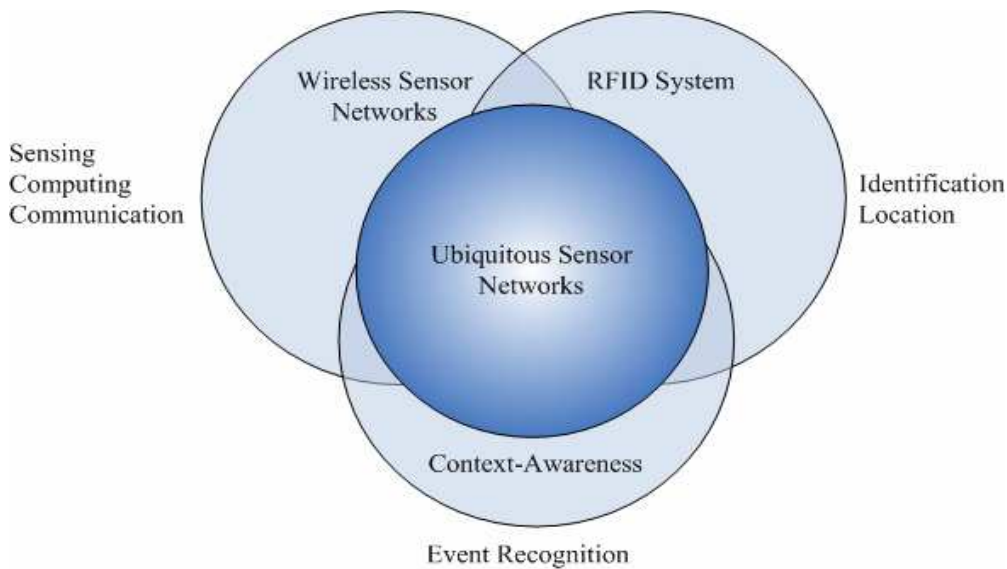 Wireless Sensor
Networks
RFID System
Sensing
Computing
Communication
Identification
Location
Ubiquitous Sensor
Networks
Context-Awareness
Event Recognition